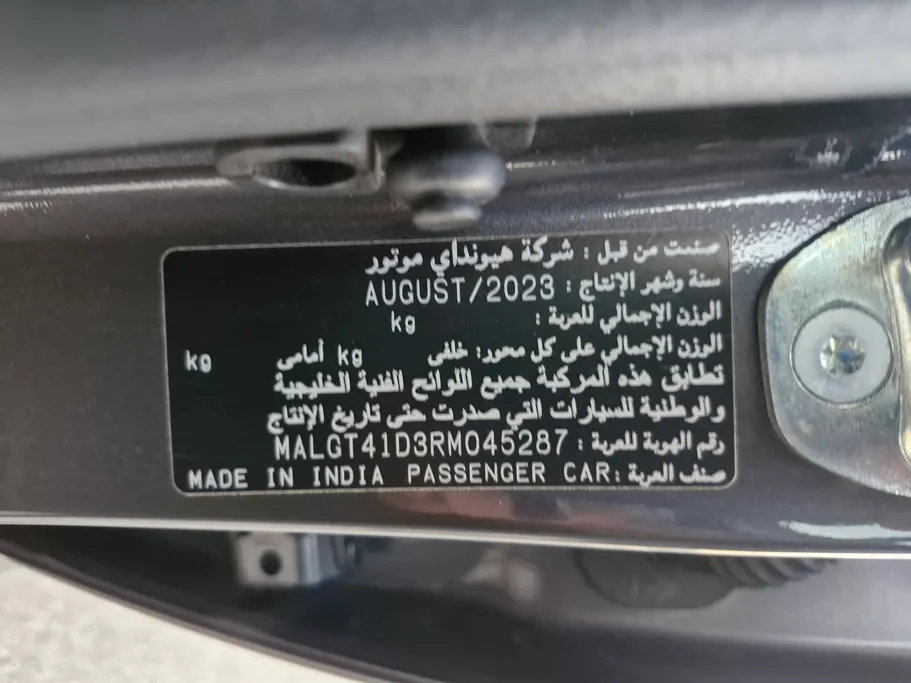 صنعت من قبل : شركة هيونداي موتور
سنة وشهر الإنتاج : AUGUST/2023
الوزن الإجمالي للعربة : kg
الوزن الإجمالي على كل محور: خلفى kg أمامى kg
تطابق هذه المركبة جميع اللوائح الفنية الخليجية
والوطنية للسيارات التي صدرت حتى تاريخ الإنتاج
رقم الهوية للعربة : MALGT41D3RM045287
صنف العربة : MADE IN INDIA PASSENGER CAR